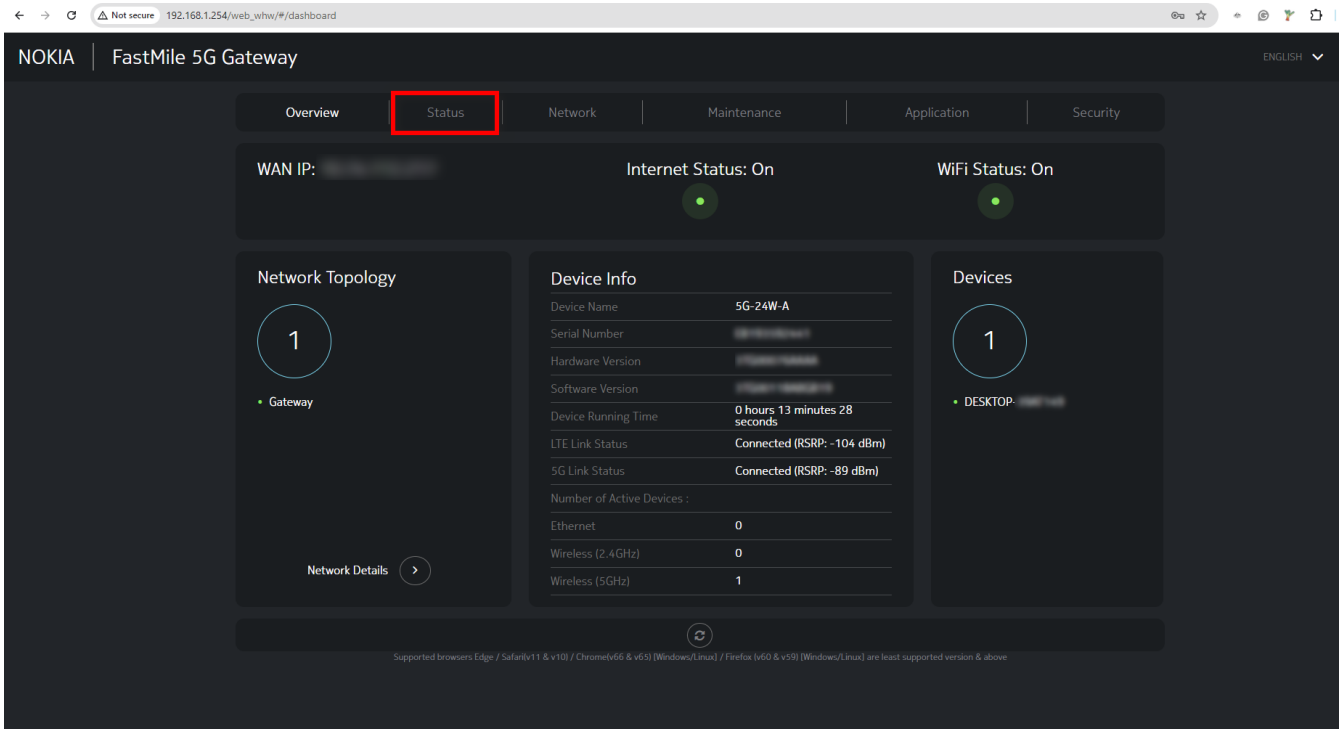 Not secure 192.168.1.254/web_whw/#/dashboard
NOKIA FastMile 5G Gateway ENGLISH
Overview Status Network Maintenance Application Security
WAN IP: Internet Status: On WiFi Status: On
Network Topology
1
Gateway
Network Details
Device Info
Device Name 5G-24W-A
Serial Number
Hardware Version
Software Version
Device Running Time 0 hours 13 minutes 28
seconds
LTE Link Status Connected (RSRP: -104 dBm)
5G Link Status Connected (RSRP: -89 dBm)
Number of Active Devices :
Ethernet 0
Wireless (2.4GHz) 0
Wireless (5GHz) 1
Devices
1
DESKTOP-
Supported browsers Edge / Safari(v11 & v10) / Chrome(v66 & v65) [Windows/Linux] / Firefox (v60 & v59) [Windows/Linux] are least supported version & above